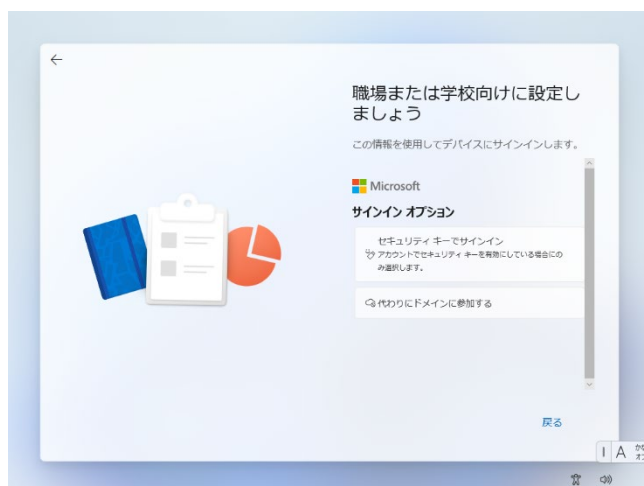 職場または学校向けに設定し
ましょう
この情報を使用してデバイスにサインインします。
Microsoft
サインイン オプション
セキュリティ キーでサインイン
アカウントでセキュリティ キーを有効にしている場合にの
み選択します。
代わりにドメインに参加する
戻る
A